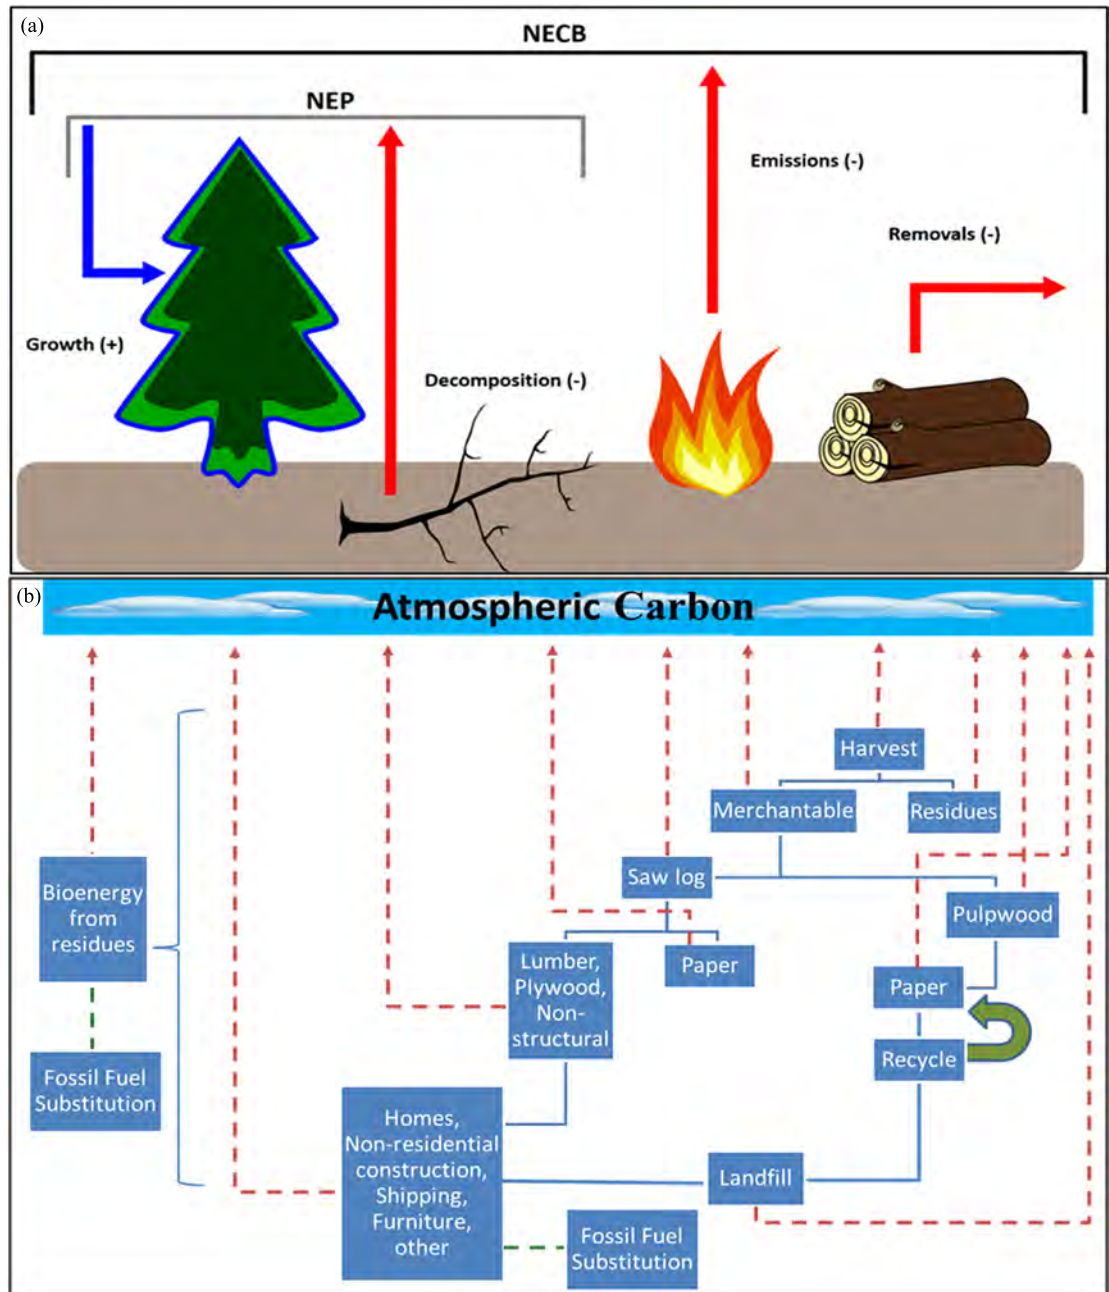 (a)
NECB
NEP
Emissions (-)
Removals (-)
Growth (+)
Decomposition (-)
(b)
Atmospheric Carbon
Harvest
Merchantable
Residues
Saw log
Bioenergy
from
residues
Pulpwood
Lumber,
Plywood,
Non-
structural
Paper
Paper
Recycle
Fossil Fuel
Substitution
Homes,
Non-residential
construction,
Shipping,
Furniture,
other
Landfill
Fossil Fuel
Substitution